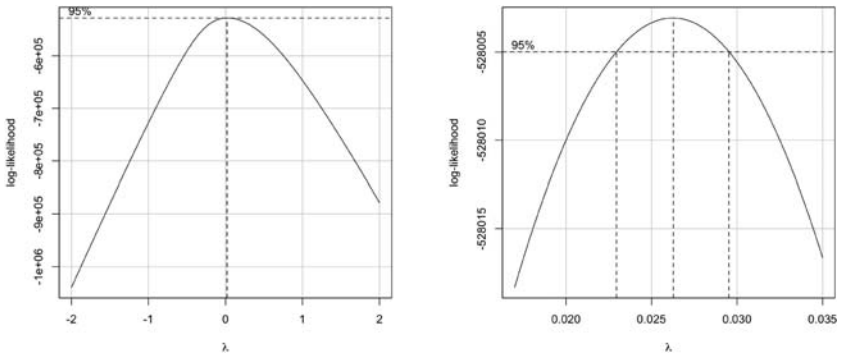 95%
log-likelihood
-6e+05
-7e+05
-8e+05
-9e+05
-1e+06
-2 -1 0 1 2
λ
95%
log-likelihood
-528005
-528010
-528015
0.020 0.025 0.030 0.035
λ